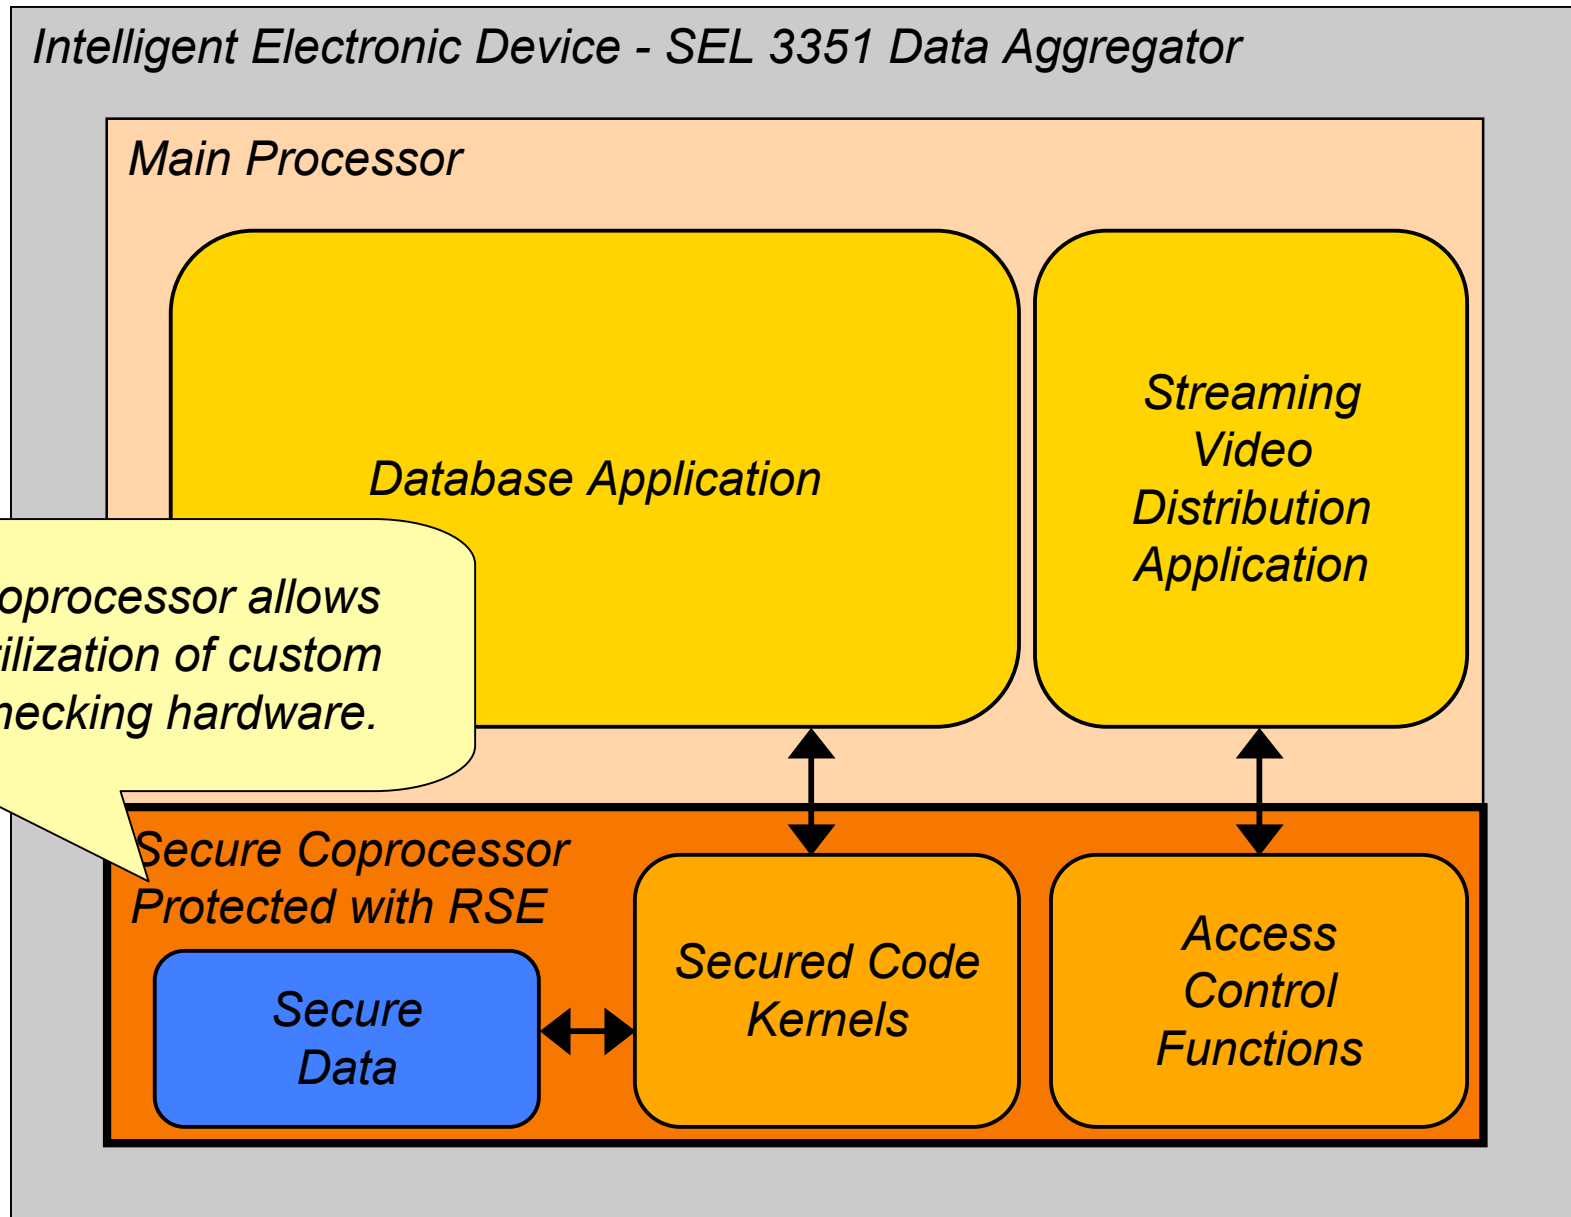 Intelligent Electronic Device - SEL 3351 Data Aggregator
Main Processor
Database Application
Streaming
Video
Distribution
Application
oprocessor allows
tilization of custom
hecking hardware.
Secure Coprocessor
Protected with RSE
Secure
Data
Secured Code
Kernels
Access
Control
Functions